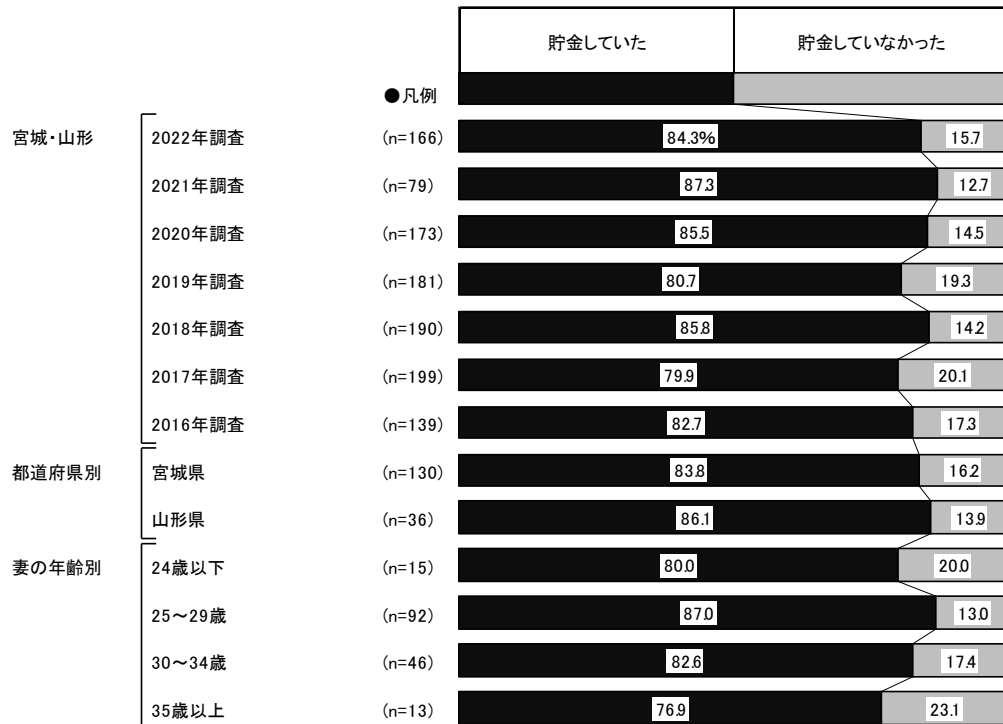 貯金していた 貯金していなかった
●凡例
宮城・山形 2022年調査 (n=166) 84.3% 15.7
2021年調査 (n=79) 87.3 12.7
2020年調査 (n=173) 85.5 14.5
2019年調査 (n=181) 80.7 19.3
2018年調査 (n=190) 85.8 14.2
2017年調査 (n=199) 79.9 20.1
2016年調査 (n=139) 82.7 17.3
都道府県別 宮城県 (n=130) 83.8 16.2
山形県 (n=36) 86.1 13.9
妻の年齢別 24歳以下 (n=15) 80.0 20.0
25～29歳 (n=92) 87.0 13.0
30～34歳 (n=46) 82.6 17.4
35歳以上 (n=13) 76.9 23.1